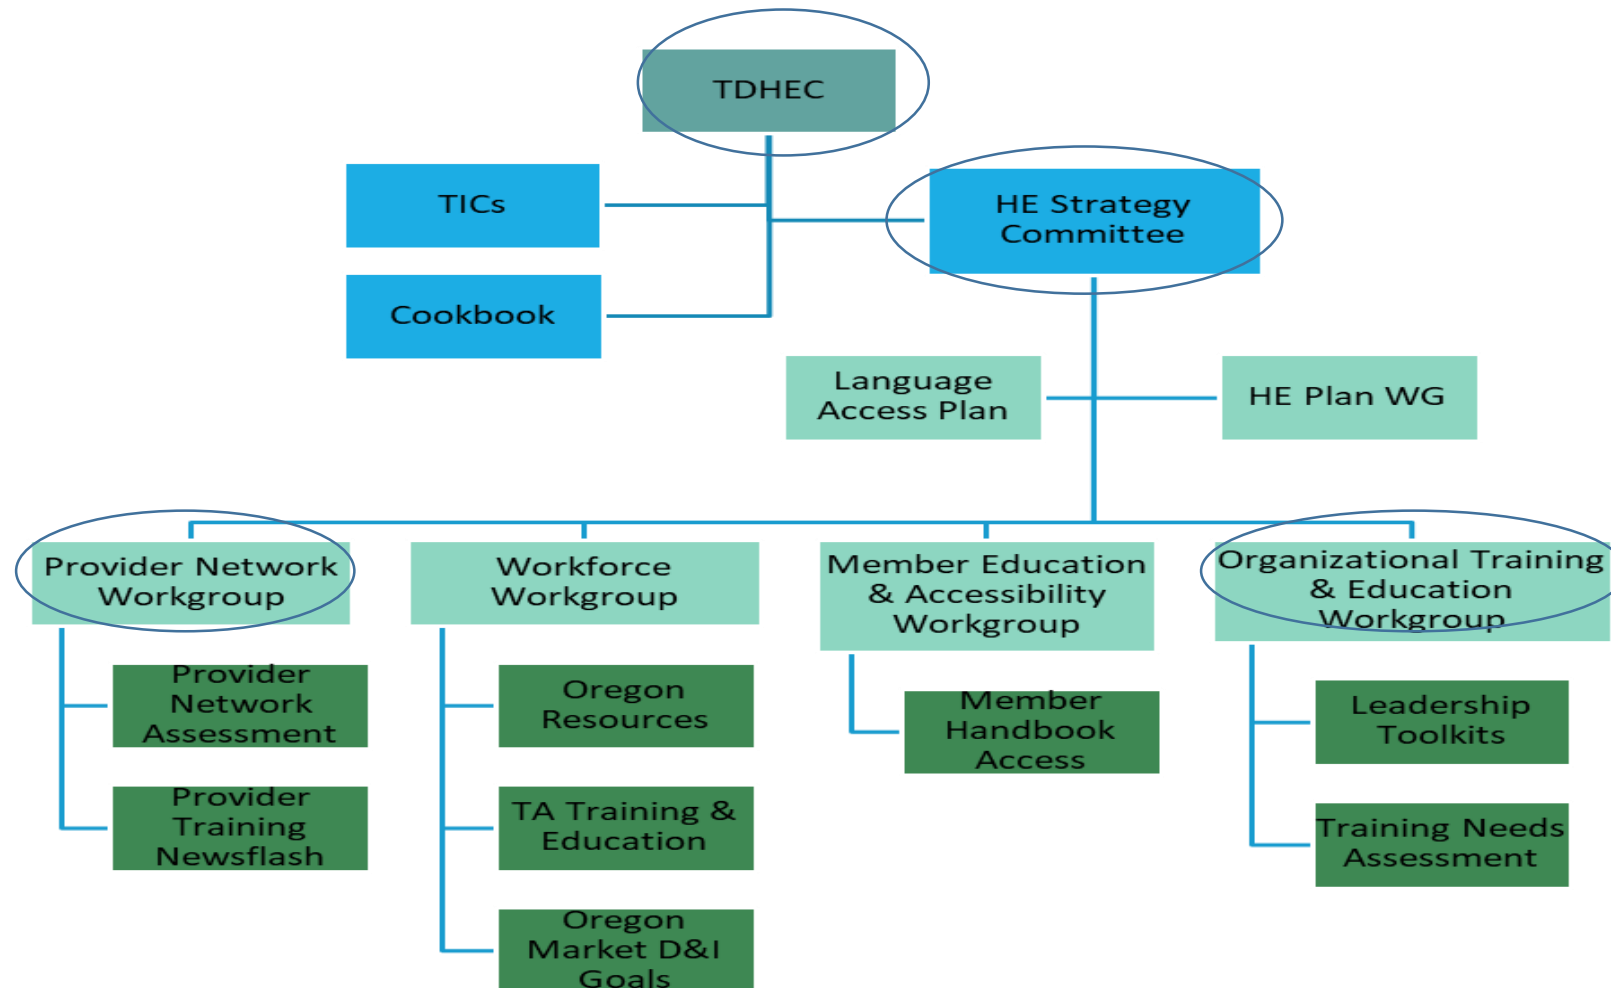 TDHEC
TICs
HE Strategy
Committee
Cookbook
Language
Access Plan
HE Plan WG
Provider Network
Workgroup
Workforce
Workgroup
Member Education
& Accessibility
Workgroup
Organizational Training
& Education
Workgroup
Provider
Network
Assessment
Provider
Training
Newsflash
Oregon
Resources
TA Training &
Education
Oregon
Market D&I
Goals
Member
Handbook
Access
Leadership
Toolkits
Training Needs
Assessment